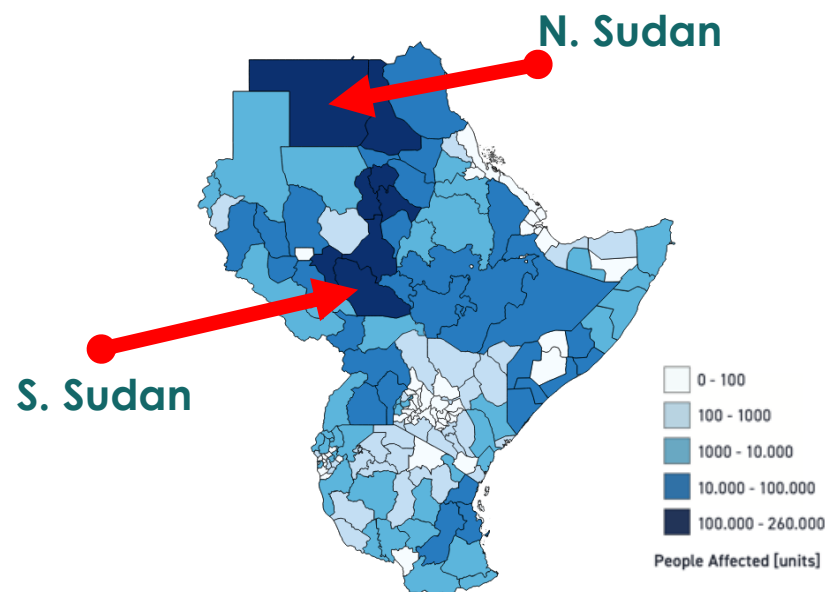 N. Sudan
S. Sudan
0 - 100
100 - 1000
1000 - 10.000
10.000 - 100.000
100.000 - 260.000
People Affected [units]